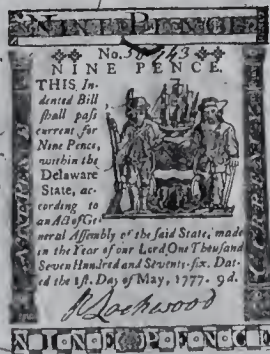 NINE PENCE
No.
NINE PENCE.
THIS In-
dented Bill
ſhall paſs
current for
Nine Pence,
within the
Delaware
State, ac-
cording to
an Act of Ge-
neral Aſſembly of the ſaid State, made
in the Year of our Lord One Thouſand
Seven Hundred and Seventy-ſix. Dat-
ed the 1ſt. Day of May, 1777. 9d.
NINE PENCE